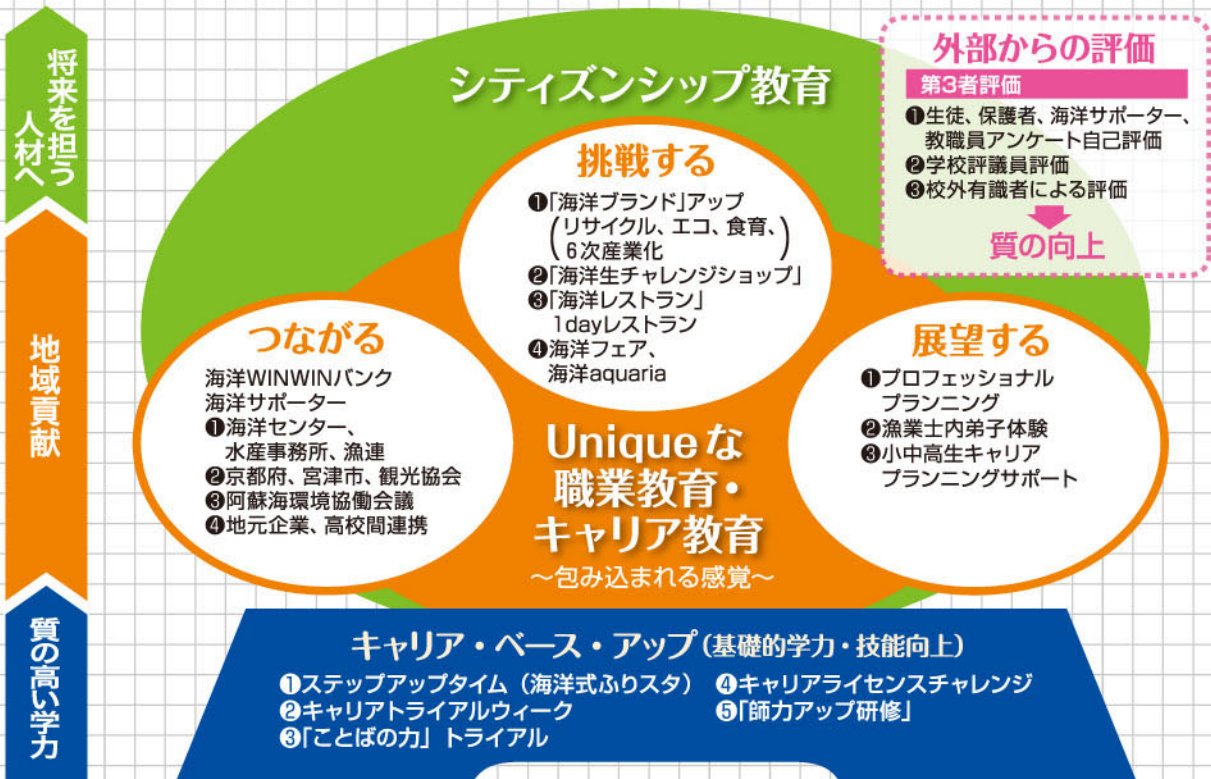 将来を担う
人材へ
地域貢献
質の高い学力
シティズンシップ教育
外部からの評価
第3者評価
❶生徒、保護者、海洋サポーター、
教職員アンケート自己評価
❷学校評議員評価
❸校外有識者による評価
質の向上
挑戦する
❶「海洋ブランド」アップ
(リサイクル、エコ、食育、
6次産業化)
❷「海洋生チャレンジショップ」
❸「海洋レストラン」
1dayレストラン
❹海洋フェア、
海洋aquaria
つながる
海洋WINWINバンク
海洋サポーター
❶海洋センター、
水産事務所、漁連
❷京都府、宮津市、観光協会
❸阿蘇海環境協働会議
❹地元企業、高校間連携
展望する
❶プロフェッショナル
プランニング
❷漁業士内弟子体験
❸小中高生キャリア
プランニングサポート
Uniqueな
職業教育・
キャリア教育
～包み込まれる感覚～
キャリア・ベース・アップ(基礎的学力・技能向上)
❶ステップアップタイム（海洋式ふりスタ）
❷キャリアトライアルウィーク
❸「ことばの力」トライアル
❹キャリアライセンスチャレンジ
❺「師力アップ研修」